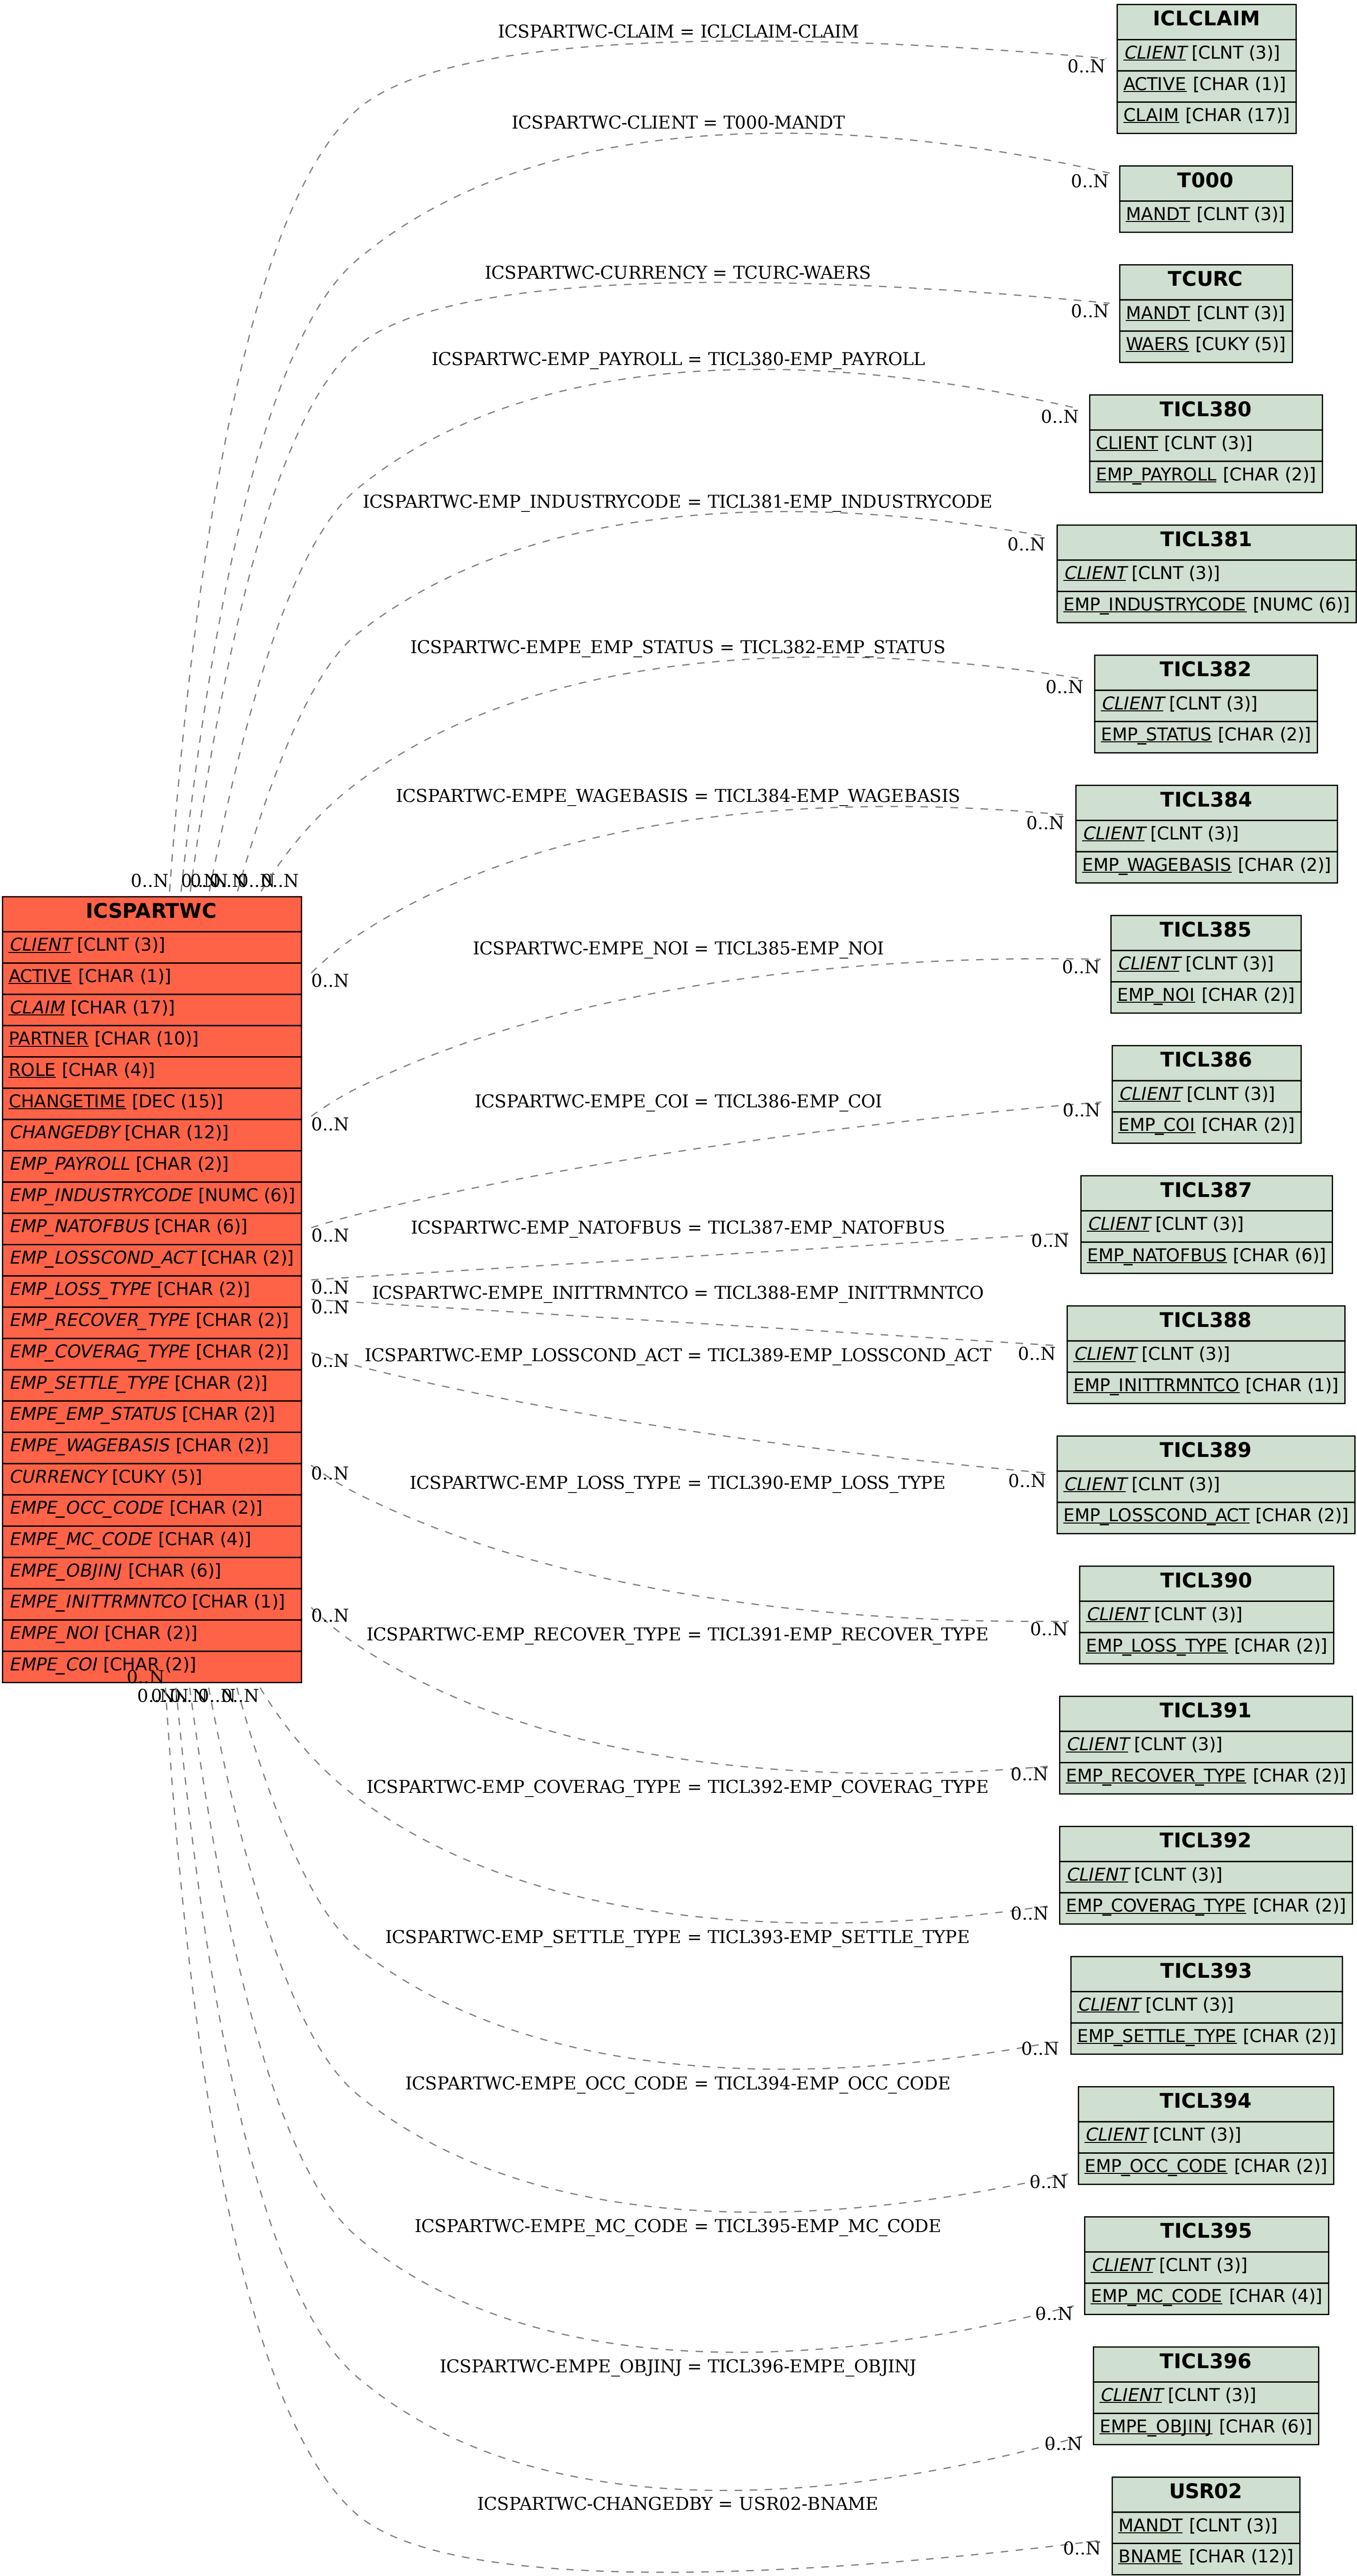 ICSPARTWC-CLAIM = ICLCLAIM-CLAIM
0..N
ICLCLAIM
CLIENT [CLNT (3)]
ACTIVE [CHAR (1)]
CLAIM [CHAR (17)]
ICSPARTWC-CLIENT = T000-MANDT
0..N
T000
MANDT [CLNT (3)]
ICSPARTWC-CURRENCY = TCURC-WAERS
0..N
TCURC
MANDT [CLNT (3)]
WAERS [CUKY (5)]
ICSPARTWC-EMP_PAYROLL = TICL380-EMP_PAYROLL
0..N
TICL380
CLIENT [CLNT (3)]
EMP_PAYROLL [CHAR (2)]
ICSPARTWC-EMP_INDUSTRYCODE = TICL381-EMP_INDUSTRYCODE
0..N
TICL381
CLIENT [CLNT (3)]
EMP_INDUSTRYCODE [NUMC (6)]
ICSPARTWC-EMPE_EMP_STATUS = TICL382-EMP_STATUS
0..N
TICL382
CLIENT [CLNT (3)]
EMP_STATUS [CHAR (2)]
ICSPARTWC-EMPE_WAGEBASIS = TICL384-EMP_WAGEBASIS
0..N
TICL384
CLIENT [CLNT (3)]
EMP_WAGEBASIS [CHAR (2)]
0..N
0..N
0..N
0..N
0..N
0..N
ICSPARTWC
CLIENT [CLNT (3)]
ACTIVE [CHAR (1)]
CLAIM [CHAR (17)]
PARTNER [CHAR (10)]
ROLE [CHAR (4)]
CHANGETIME [DEC (15)]
CHANGEDBY [CHAR (12)]
EMP_PAYROLL [CHAR (2)]
EMP_INDUSTRYCODE [NUMC (6)]
EMP_NATOFBUS [CHAR (6)]
EMP_LOSSCOND_ACT [CHAR (2)]
EMP_LOSS_TYPE [CHAR (2)]
EMP_RECOVER_TYPE [CHAR (2)]
EMP_COVERAG_TYPE [CHAR (2)]
EMP_SETTLE_TYPE [CHAR (2)]
EMPE_EMP_STATUS [CHAR (2)]
EMPE_WAGEBASIS [CHAR (2)]
CURRENCY [CUKY (5)]
EMPE_OCC_CODE [CHAR (2)]
EMPE_MC_CODE [CHAR (4)]
EMPE_OBJINJ [CHAR (6)]
EMPE_INITTRMNTCO [CHAR (1)]
EMPE_NOI [CHAR (2)]
EMPE_COI [CHAR (2)]
0..N
ICSPARTWC-EMPE_NOI = TICL385-EMP_NOI
0..N
0..N
TICL385
CLIENT [CLNT (3)]
EMP_NOI [CHAR (2)]
ICSPARTWC-EMPE_COI = TICL386-EMP_COI
0..N
0..N
TICL386
CLIENT [CLNT (3)]
EMP_COI [CHAR (2)]
ICSPARTWC-EMP_NATOFBUS = TICL387-EMP_NATOFBUS
0..N
0..N
TICL387
CLIENT [CLNT (3)]
EMP_NATOFBUS [CHAR (6)]
ICSPARTWC-EMPE_INITTRMNTCO = TICL388-EMP_INITTRMNTCO
0..N
0..N
TICL388
CLIENT [CLNT (3)]
EMP_INITTRMNTCO [CHAR (1)]
ICSPARTWC-EMP_LOSSCOND_ACT = TICL389-EMP_LOSSCOND_ACT
0..N
0..N
TICL389
CLIENT [CLNT (3)]
EMP_LOSSCOND_ACT [CHAR (2)]
ICSPARTWC-EMP_LOSS_TYPE = TICL390-EMP_LOSS_TYPE
0..N
0..N
TICL390
CLIENT [CLNT (3)]
EMP_LOSS_TYPE [CHAR (2)]
0..N
ICSPARTWC-EMP_RECOVER_TYPE = TICL391-EMP_RECOVER_TYPE
0..N
TICL391
CLIENT [CLNT (3)]
EMP_RECOVER_TYPE [CHAR (2)]
0..N
0..N
0..N
0..N
0..N
0..N
ICSPARTWC-EMP_COVERAG_TYPE = TICL392-EMP_COVERAG_TYPE
0..N
TICL392
CLIENT [CLNT (3)]
EMP_COVERAG_TYPE [CHAR (2)]
ICSPARTWC-EMP_SETTLE_TYPE = TICL393-EMP_SETTLE_TYPE
0..N
TICL393
CLIENT [CLNT (3)]
EMP_SETTLE_TYPE [CHAR (2)]
ICSPARTWC-EMPE_OCC_CODE = TICL394-EMP_OCC_CODE
0..N
TICL394
CLIENT [CLNT (3)]
EMP_OCC_CODE [CHAR (2)]
ICSPARTWC-EMPE_MC_CODE = TICL395-EMP_MC_CODE
0..N
TICL395
CLIENT [CLNT (3)]
EMP_MC_CODE [CHAR (4)]
ICSPARTWC-EMPE_OBJINJ = TICL396-EMPE_OBJINJ
0..N
TICL396
CLIENT [CLNT (3)]
EMPE_OBJINJ [CHAR (6)]
ICSPARTWC-CHANGEDBY = USR02-BNAME
0..N
USR02
MANDT [CLNT (3)]
BNAME [CHAR (12)]